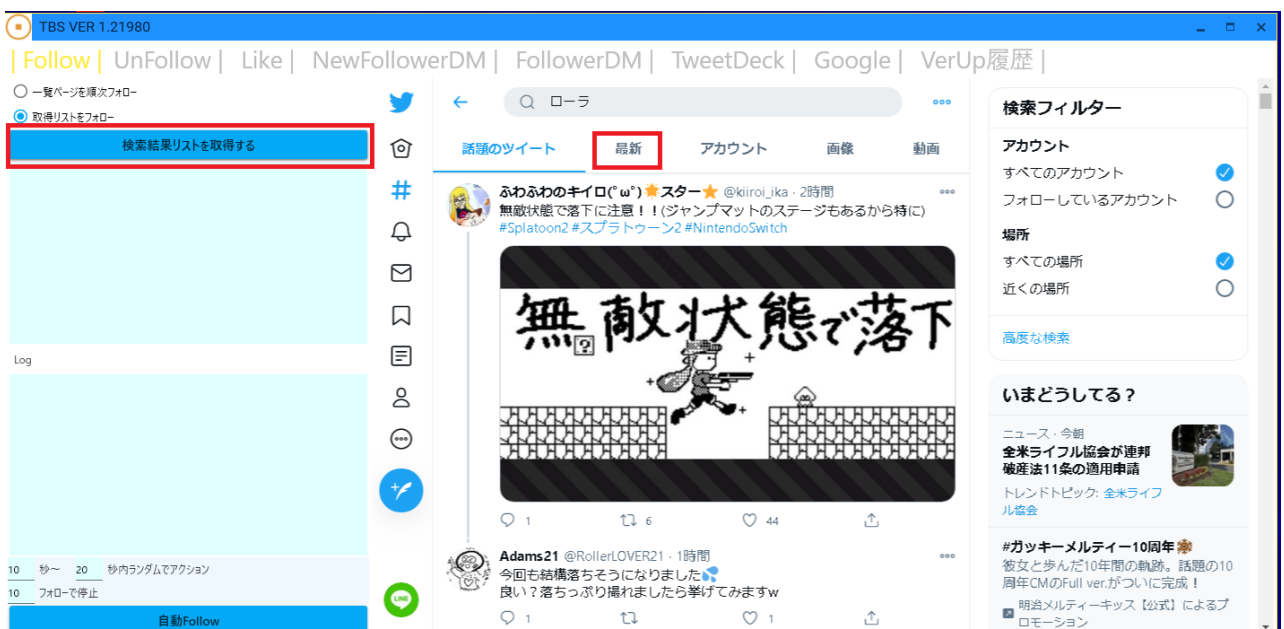 TBS VER 1.21980
| Follow | UnFollow | Like | NewFollowerDM | FollowerDM | TweetDeck | Google | VerUp履歴 |
一覧ページを順次フォロー
取得リストをフォロー
検索結果リストを取得する
Log
10 秒～ 20 秒内ランダムでアクション
10 フォローで停止
自動Follow
LINE
ローラ
話題のツイート 最新 アカウント 画像 動画
ふわふわのキイロ(°ω°)🌟スター⭐ @kiiroi_ika · 2時間
無敵状態で落下に注意！！(ジャンプマットのステージもあるから特に)
#Splatoon2 #スプラトゥーン2 #NintendoSwitch
無敵状態で落下
?
1 6 44
Adams21 @RollerLOVER21 · 1時間
今回も結構落ちそうになりました💦
良い？落ちっぷり撮れましたら挙げてみますw
1 1
検索フィルター
アカウント
すべてのアカウント
フォローしているアカウント
場所
すべての場所
近くの場所
高度な検索
いまどうしてる？
ニュース · 今朝
全米ライフル協会が連邦
破産法11条の適用申請
トレンドトピック: 全米ライフ
ル協会
#ガッキーメルティー10周年
彼女と歩んだ10年間の軌跡。話題の10
周年CMのFull ver.がついに完成！
明治メルティーキッス【公式】によるプ
ロモーション